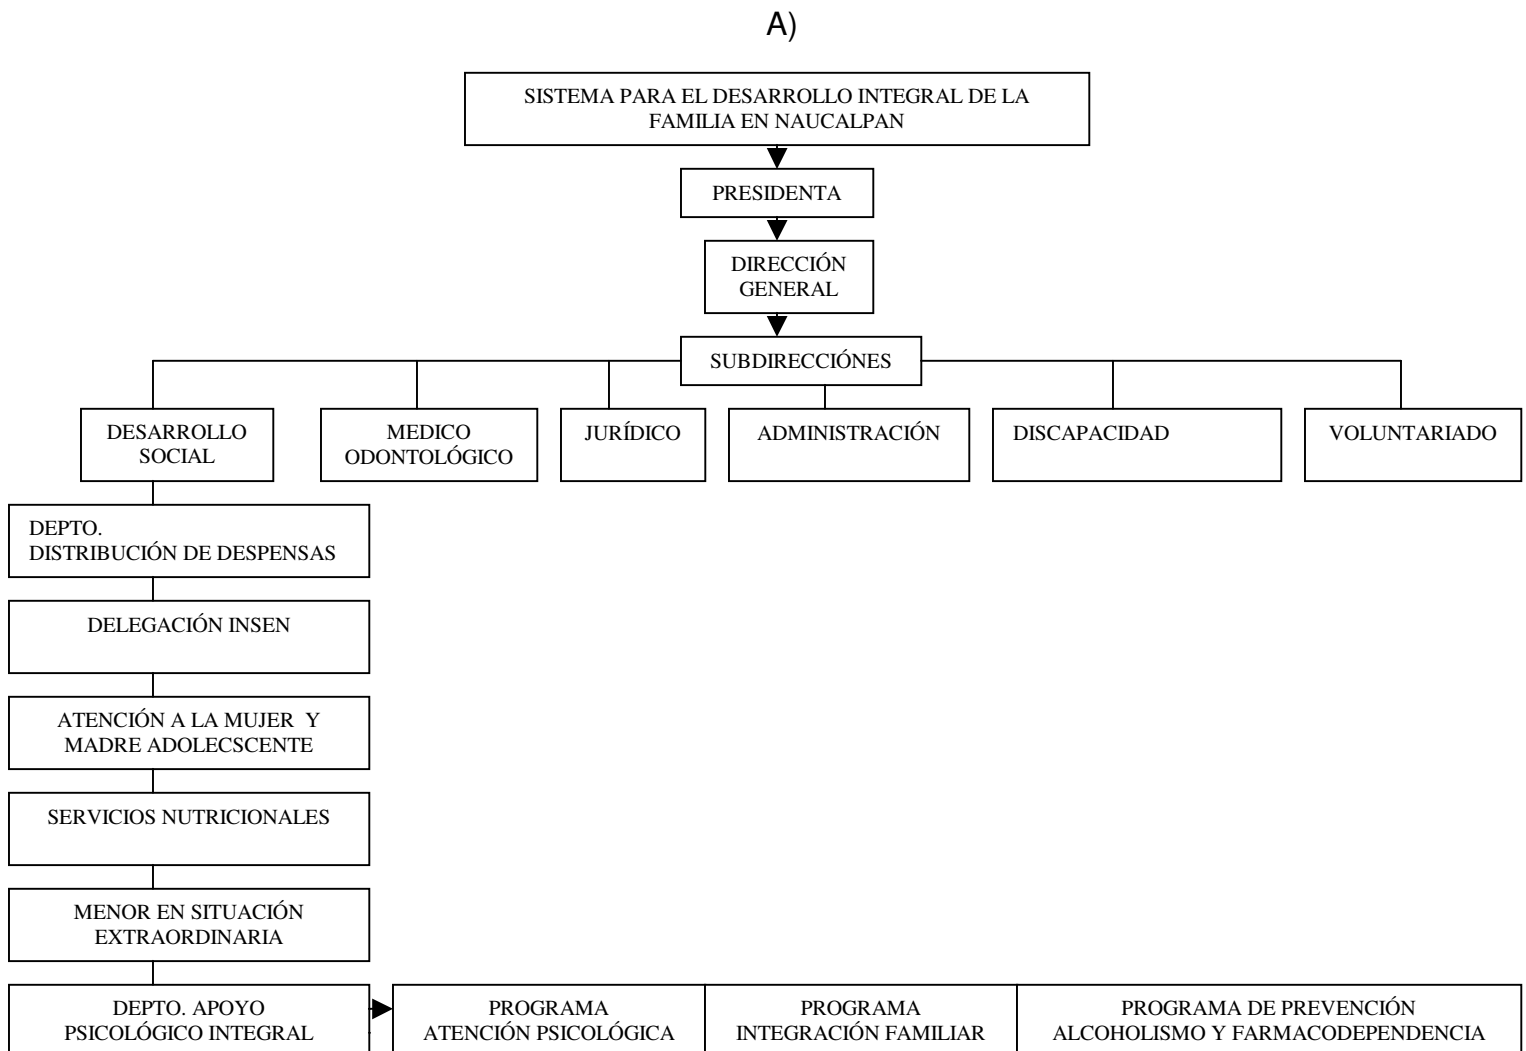 A)
SISTEMA PARA EL DESARROLLO INTEGRAL DE LA
FAMILIA EN NAUCALPAN
PRESIDENTA
DIRECCIÓN
GENERAL
SUBDIRECCIÓNES
DESARROLLO
SOCIAL
MEDICO
ODONTOLÓGICO
JURÍDICO
ADMINISTRACIÓN
DISCAPACIDAD
VOLUNTARIADO
DEPTO.
DISTRIBUCIÓN DE DESPENSAS
DELEGACIÓN INSEN
ATENCIÓN A LA MUJER Y
MADRE ADOLECSCENTE
SERVICIOS NUTRICIONALES
MENOR EN SITUACIÓN
EXTRAORDINARIA
DEPTO. APOYO
PSICOLÓGICO INTEGRAL
PROGRAMA
ATENCIÓN PSICOLÓGICA
PROGRAMA
INTEGRACIÓN FAMILIAR
PROGRAMA DE PREVENCIÓN
ALCOHOLISMO Y FARMACODEPENDENCIA